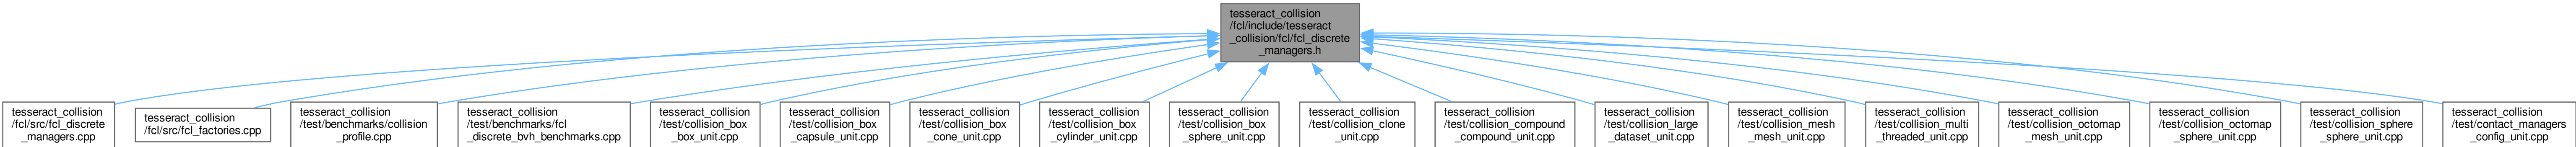 tesseract_collision
/fcl/include/tesseract
_collision/fcl/fcl_discrete
_managers.h
tesseract_collision
/fcl/src/fcl_discrete
_managers.cpp
tesseract_collision
/fcl/src/fcl_factories.cpp
tesseract_collision
/test/benchmarks/collision
_profile.cpp
tesseract_collision
/test/benchmarks/fcl
_discrete_bvh_benchmarks.cpp
tesseract_collision
/test/collision_box
_box_unit.cpp
tesseract_collision
/test/collision_box
_capsule_unit.cpp
tesseract_collision
/test/collision_box
_cone_unit.cpp
tesseract_collision
/test/collision_box
_cylinder_unit.cpp
tesseract_collision
/test/collision_box
_sphere_unit.cpp
tesseract_collision
/test/collision_clone
_unit.cpp
tesseract_collision
/test/collision_compound
_compound_unit.cpp
tesseract_collision
/test/collision_large
_dataset_unit.cpp
tesseract_collision
/test/collision_mesh
_mesh_unit.cpp
tesseract_collision
/test/collision_multi
_threaded_unit.cpp
tesseract_collision
/test/collision_octomap
_mesh_unit.cpp
tesseract_collision
/test/collision_octomap
_sphere_unit.cpp
tesseract_collision
/test/collision_sphere
_sphere_unit.cpp
tesseract_collision
/test/contact_managers
_config_unit.cpp